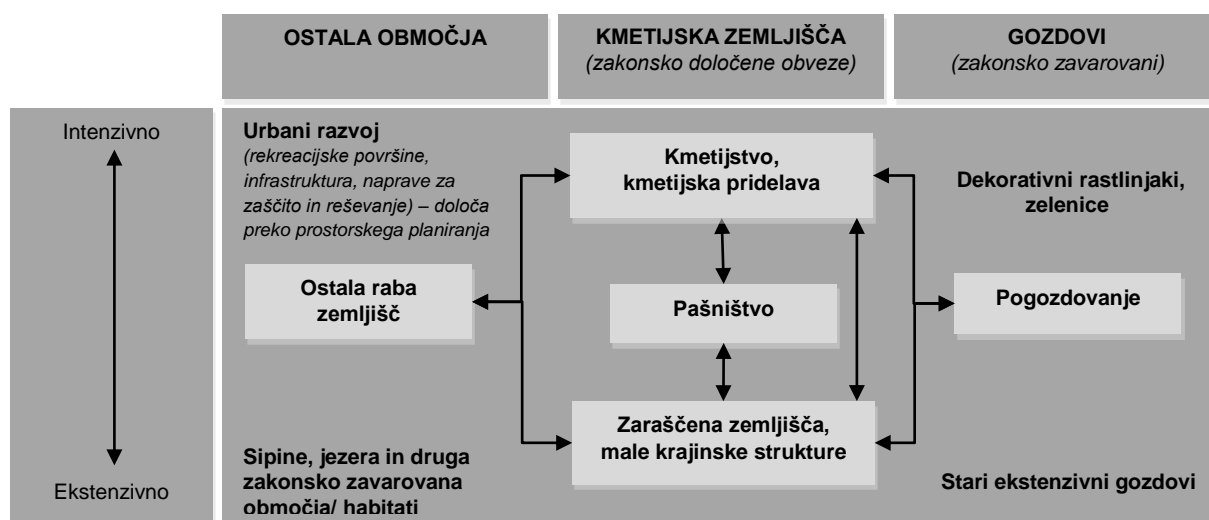 OSTALA OBMOČJA
KMETIJSKA ZEMLJIŠČA
(zakonsko določene obveze)
GOZDOVI
(zakonsko zavarovani)
Intenzivno
Ekstenzivno
Urbani razvoj
(rekreacijske površine,
infrastruktura, naprave za
zaščito in reševanje) – določa
preko prostorskega planiranja
Ostala raba
zemljišč
Sipine, jezera in druga
zakonsko zavarovana
območja/ habitati
Kmetijstvo,
kmetijska pridelava
Pašništvo
Zaraščena zemljišča,
male krajinske strukture
Dekorativni rastlinjaki,
zelenice
Pogozdovanje
Stari ekstenzivni gozdovi